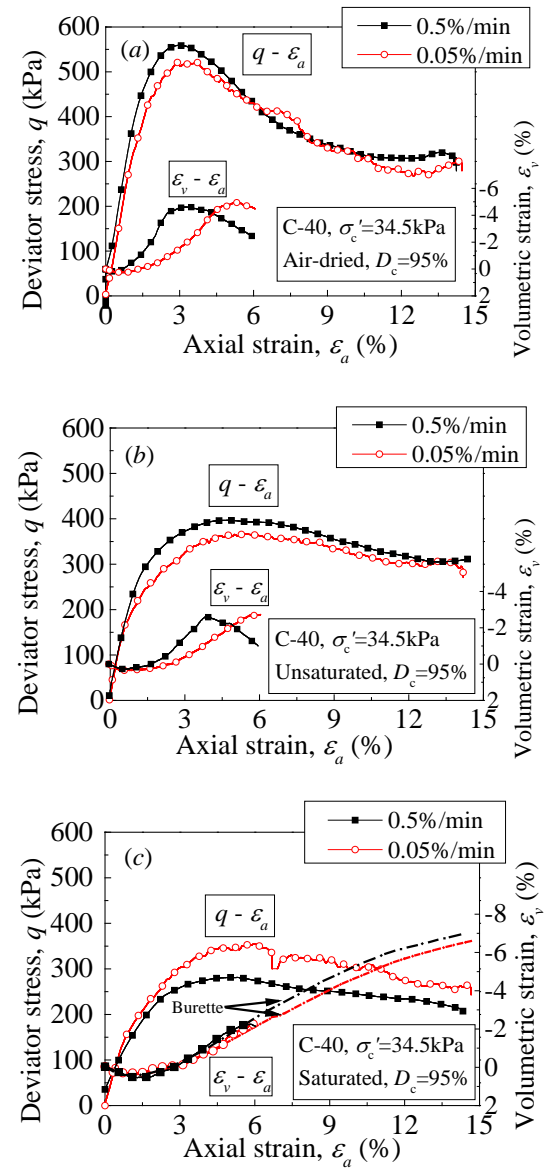 0.5%/min
0.05%/min
(a)
q - εa
εv - εa
C-40, σc'=34.5kPa
Air-dried, Dc=95%
600
500
400
300
200
100
0
-6
-4
-2
0
2
0 3 6 9 12 15
Deviator stress, q (kPa)
Volumetric strain, εv (%)
Axial strain, εa (%)
0.5%/min
0.05%/min
(b)
q - εa
εv - εa
C-40, σc'=34.5kPa
Unsaturated, Dc=95%
600
500
400
300
200
100
0
-4
-2
0
2
0 3 6 9 12 15
Deviator stress, q (kPa)
Volumetric strain, εv (%)
Axial strain, εa (%)
0.5%/min
0.05%/min
(c)
q - εa
Burette
εv - εa
C-40, σc'=34.5kPa
Saturated, Dc=95%
600
500
400
300
200
100
0
-8
-6
-4
-2
0
2
0 3 6 9 12 15
Deviator stress, q (kPa)
Volumetric strain, εv (%)
Axial strain, εa (%)